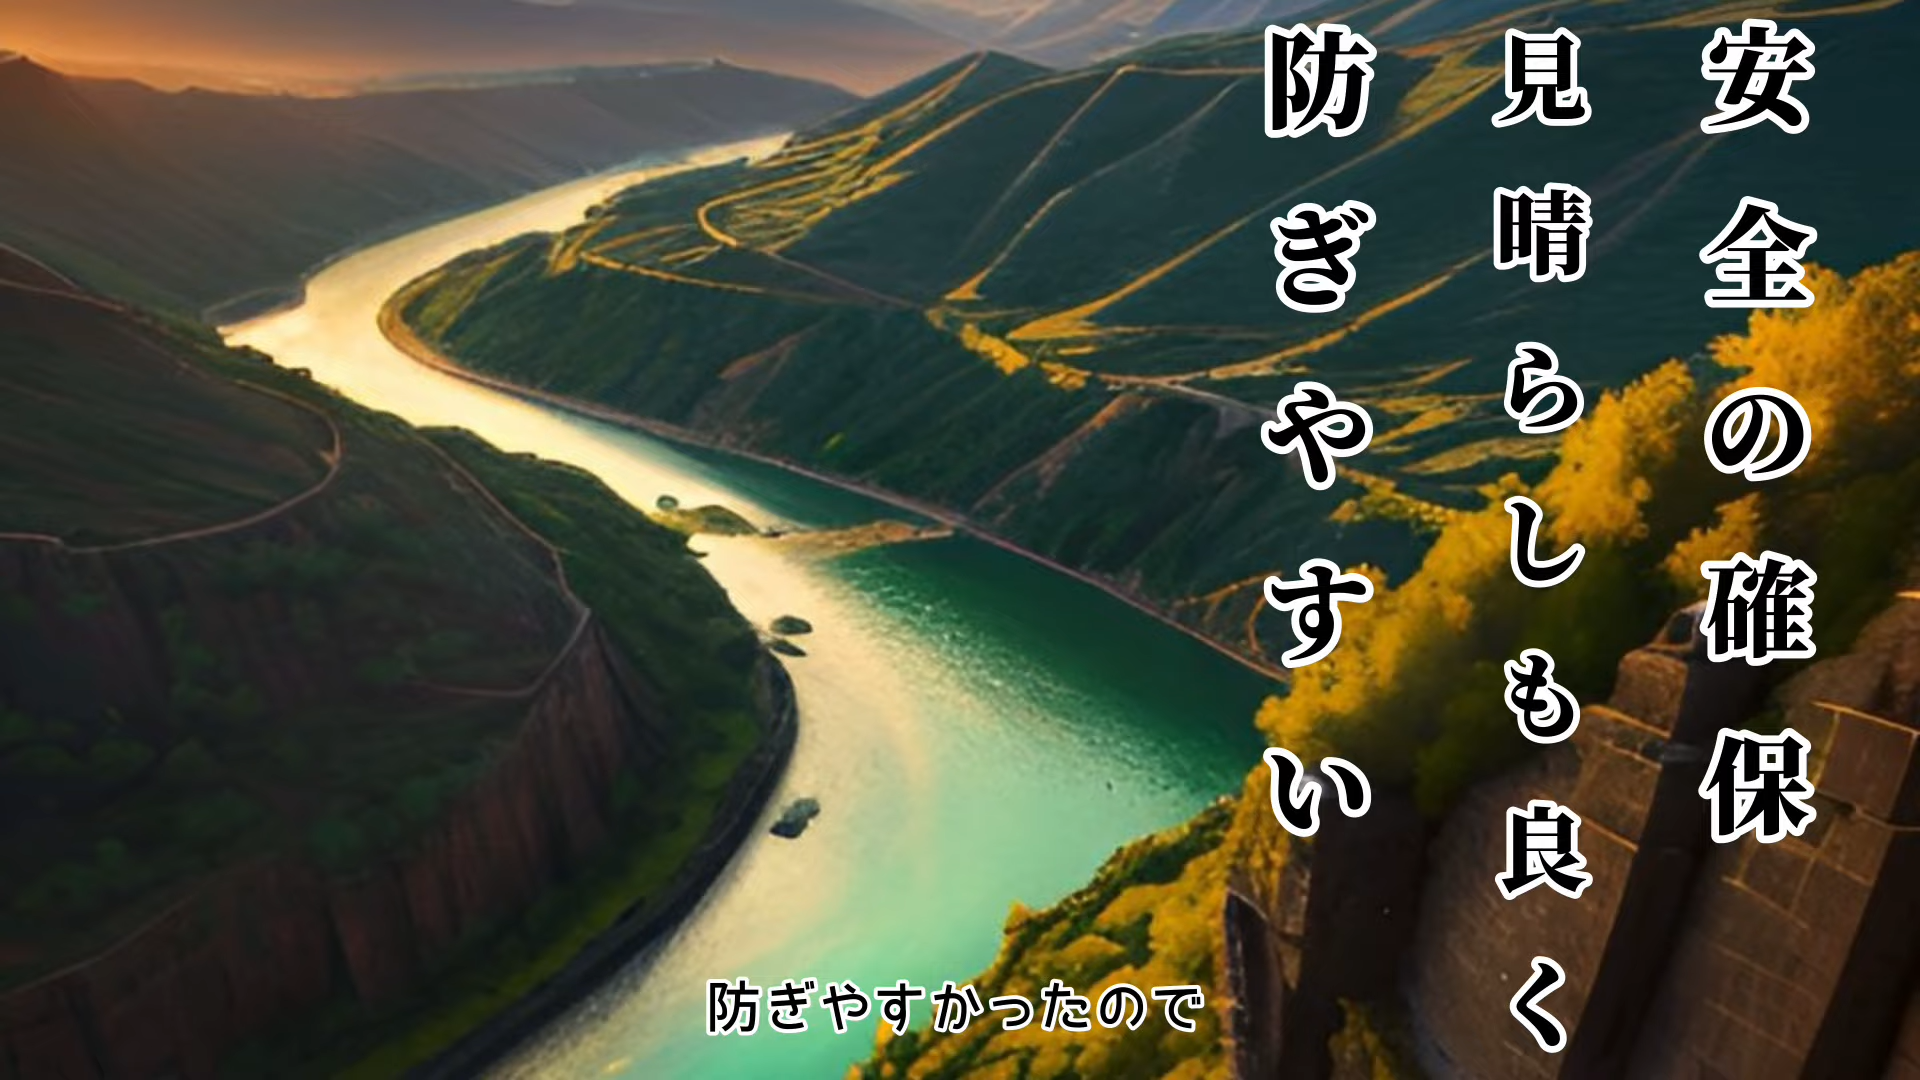 安全の確保
見晴らしも良く
防ぎやすい
防ぎやすかったので